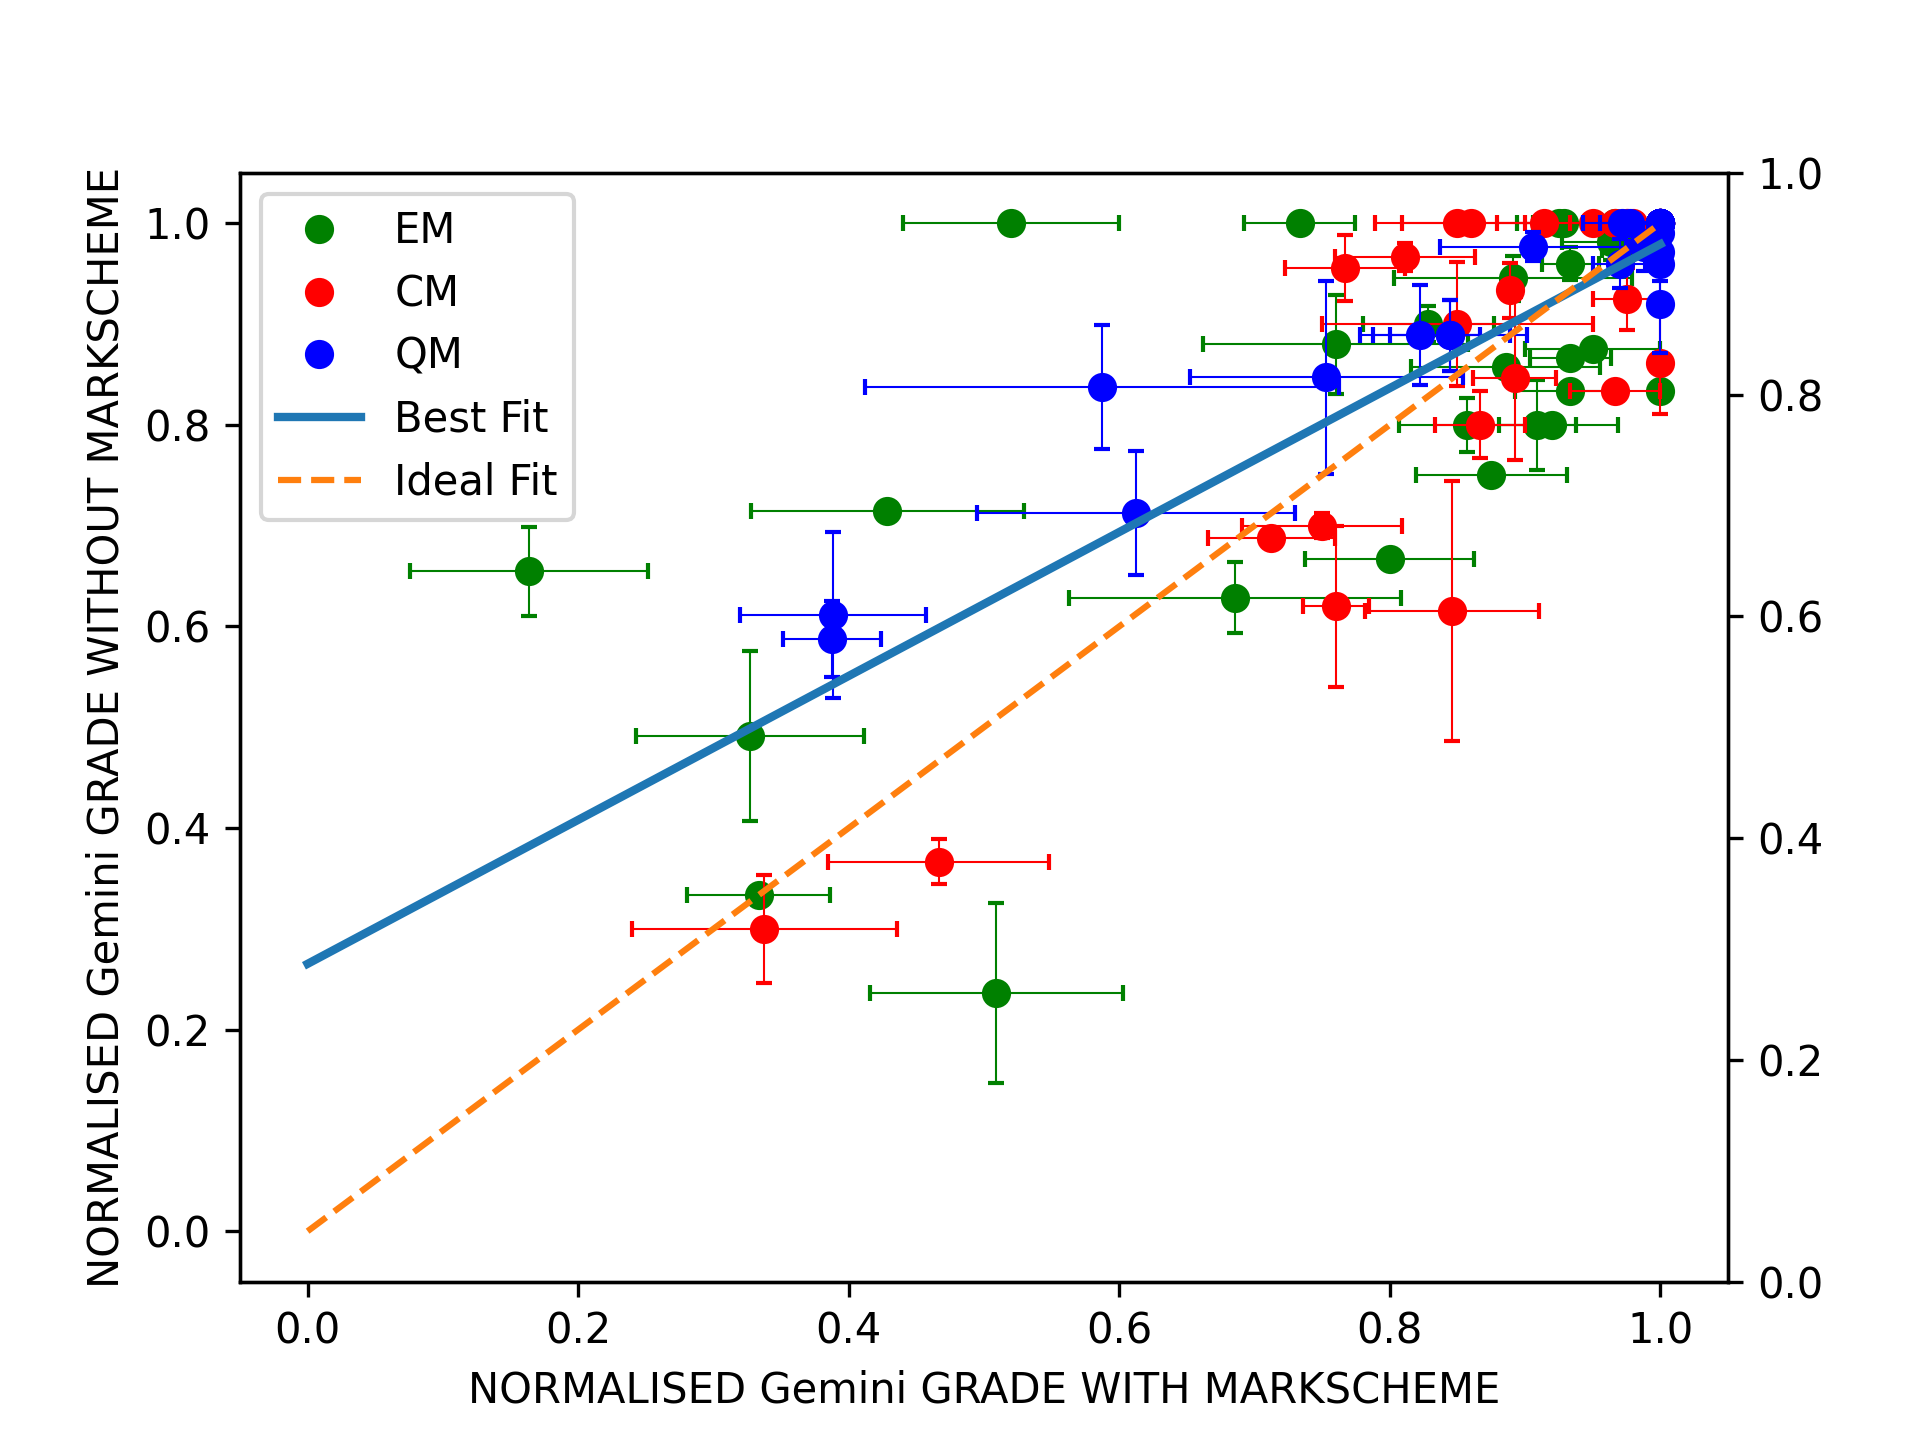 EM
CM
QM
Best Fit
Ideal Fit
NORMALISED Gemini GRADE WITHOUT MARKSCHEME
1.0
0.8
0.6
0.4
0.2
0.0
1.0
0.8
0.6
0.4
0.2
0.0
0.0 0.2 0.4 0.6 0.8 1.0
NORMALISED Gemini GRADE WITH MARKSCHEME